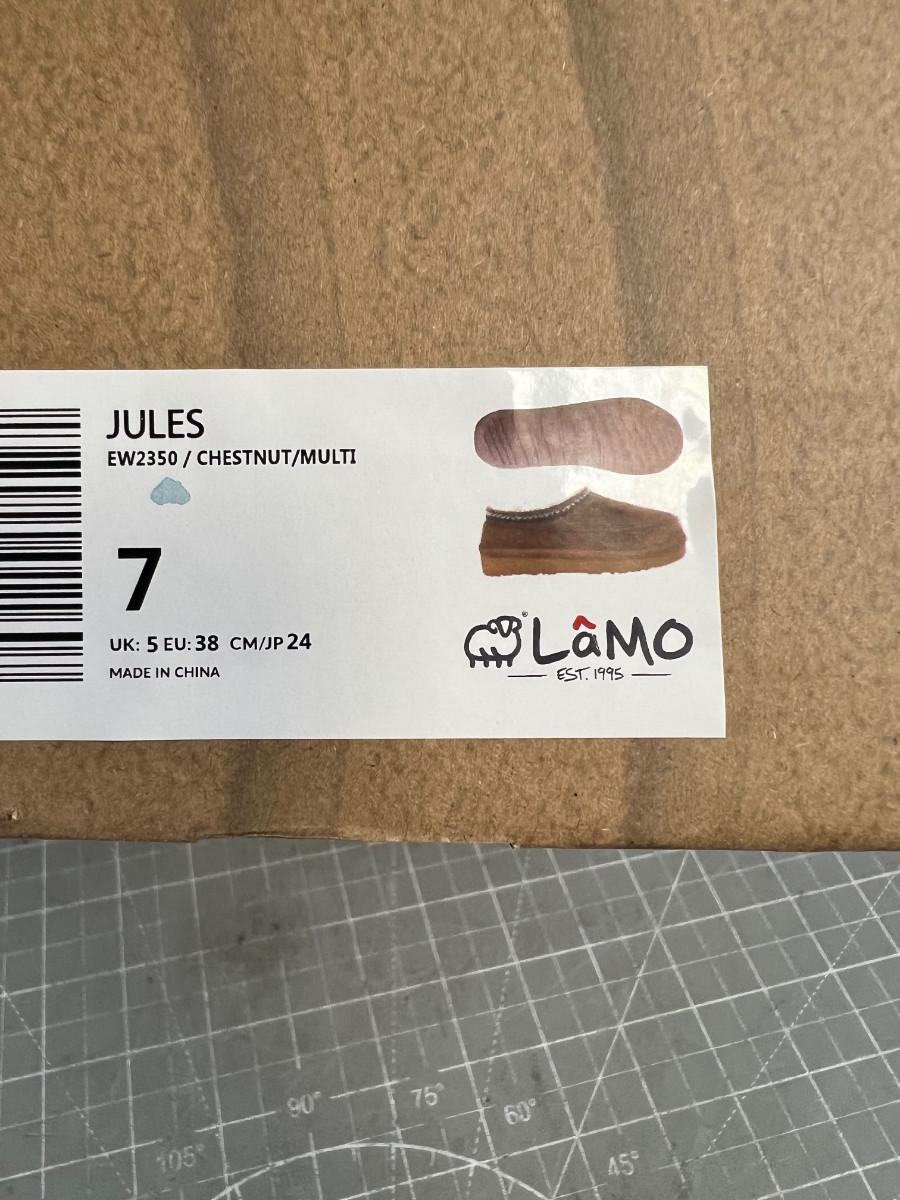 JULES
EW2350 / CHESTNUT/MULTI
7
UK: 5 EU: 38 CM/JP 24
MADE IN CHINA
®
LâMO
EST. 1995
90°
75°
60°
105°
45°